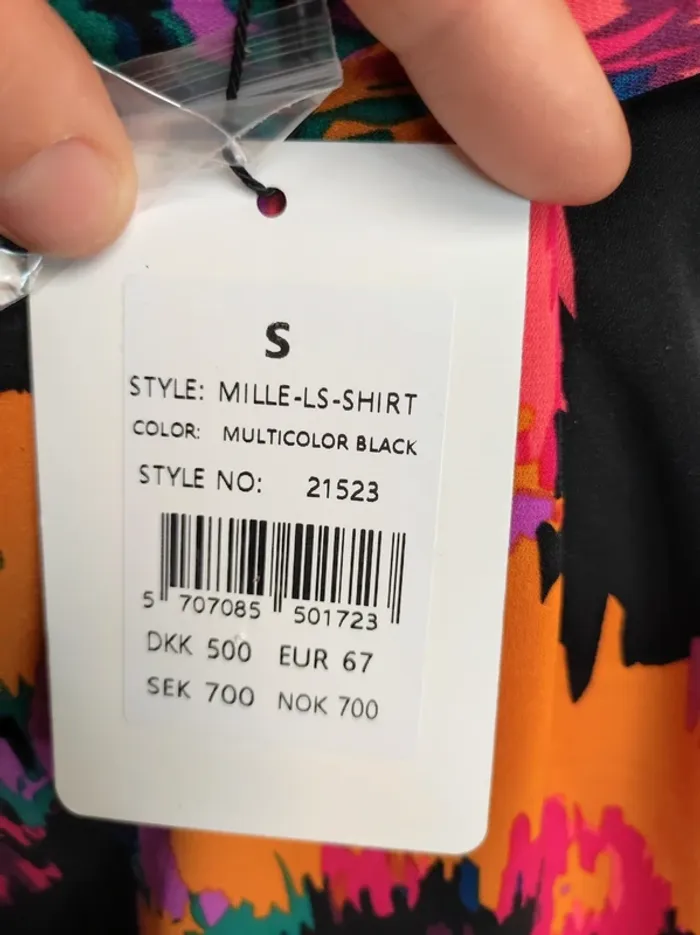 S
STYLE: MILLE-LS-SHIRT
COLOR: MULTICOLOR BLACK
STYLE NO: 21523
5 707085 501723
DKK 500 EUR 67
SEK 700 NOK 700